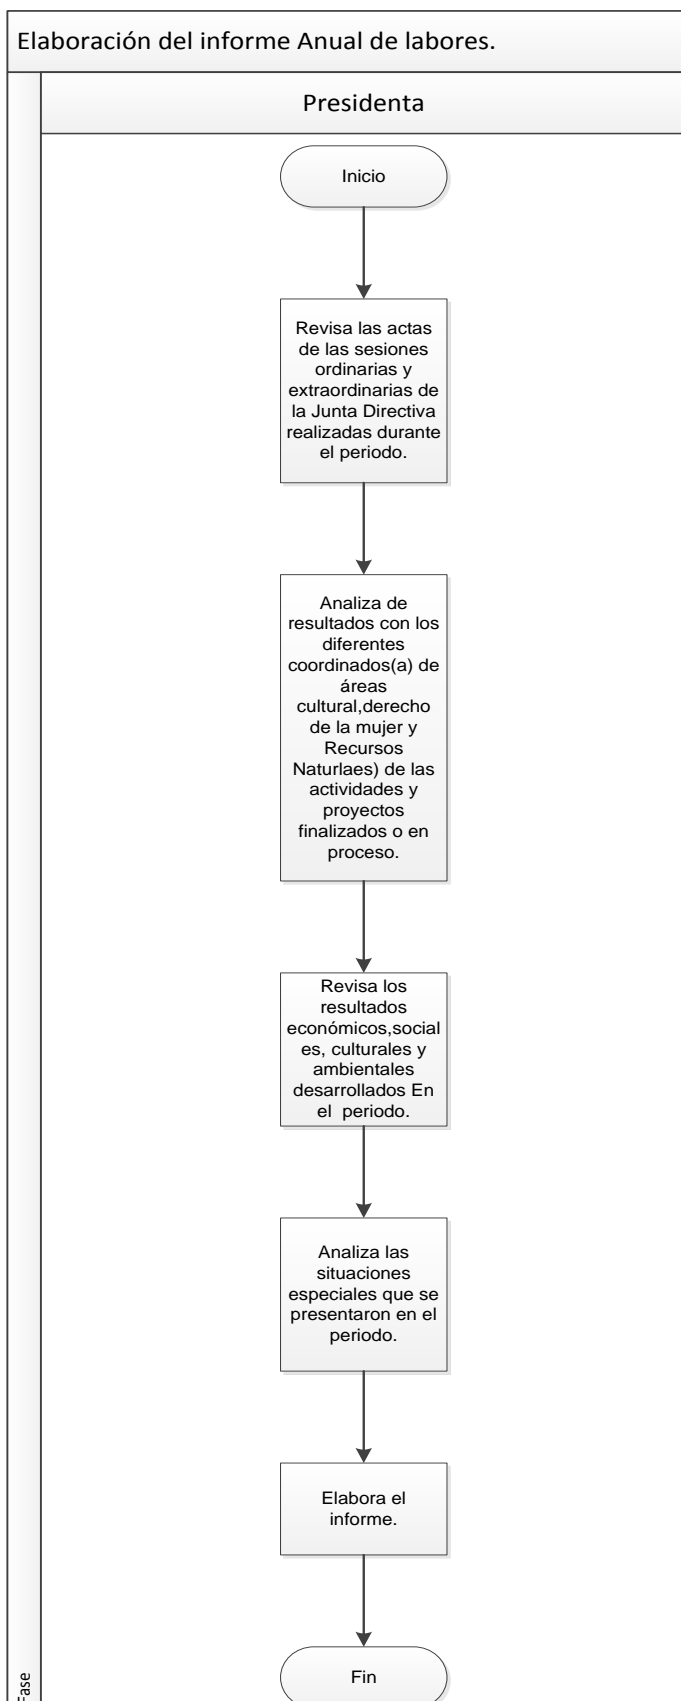 Elaboración del informe Anual de labores.
Presidenta
Inicio
Revisa las actas
de las sesiones
ordinarias y
extraordinarias de
la Junta Directiva
realizadas durante
el periodo.
Analiza de
resultados con los
diferentes
coordinados(a) de
áreas
cultural,derecho
de la mujer y
Recursos
Naturlaes) de las
actividades y
proyectos
finalizados o en
proceso.
Revisa los
resultados
económicos,social
es, culturales y
ambientales
desarrollados En
el  periodo.
Analiza las
situaciones
especiales que se
presentaron en el
periodo.
Elabora el
informe.
Fin
Fase